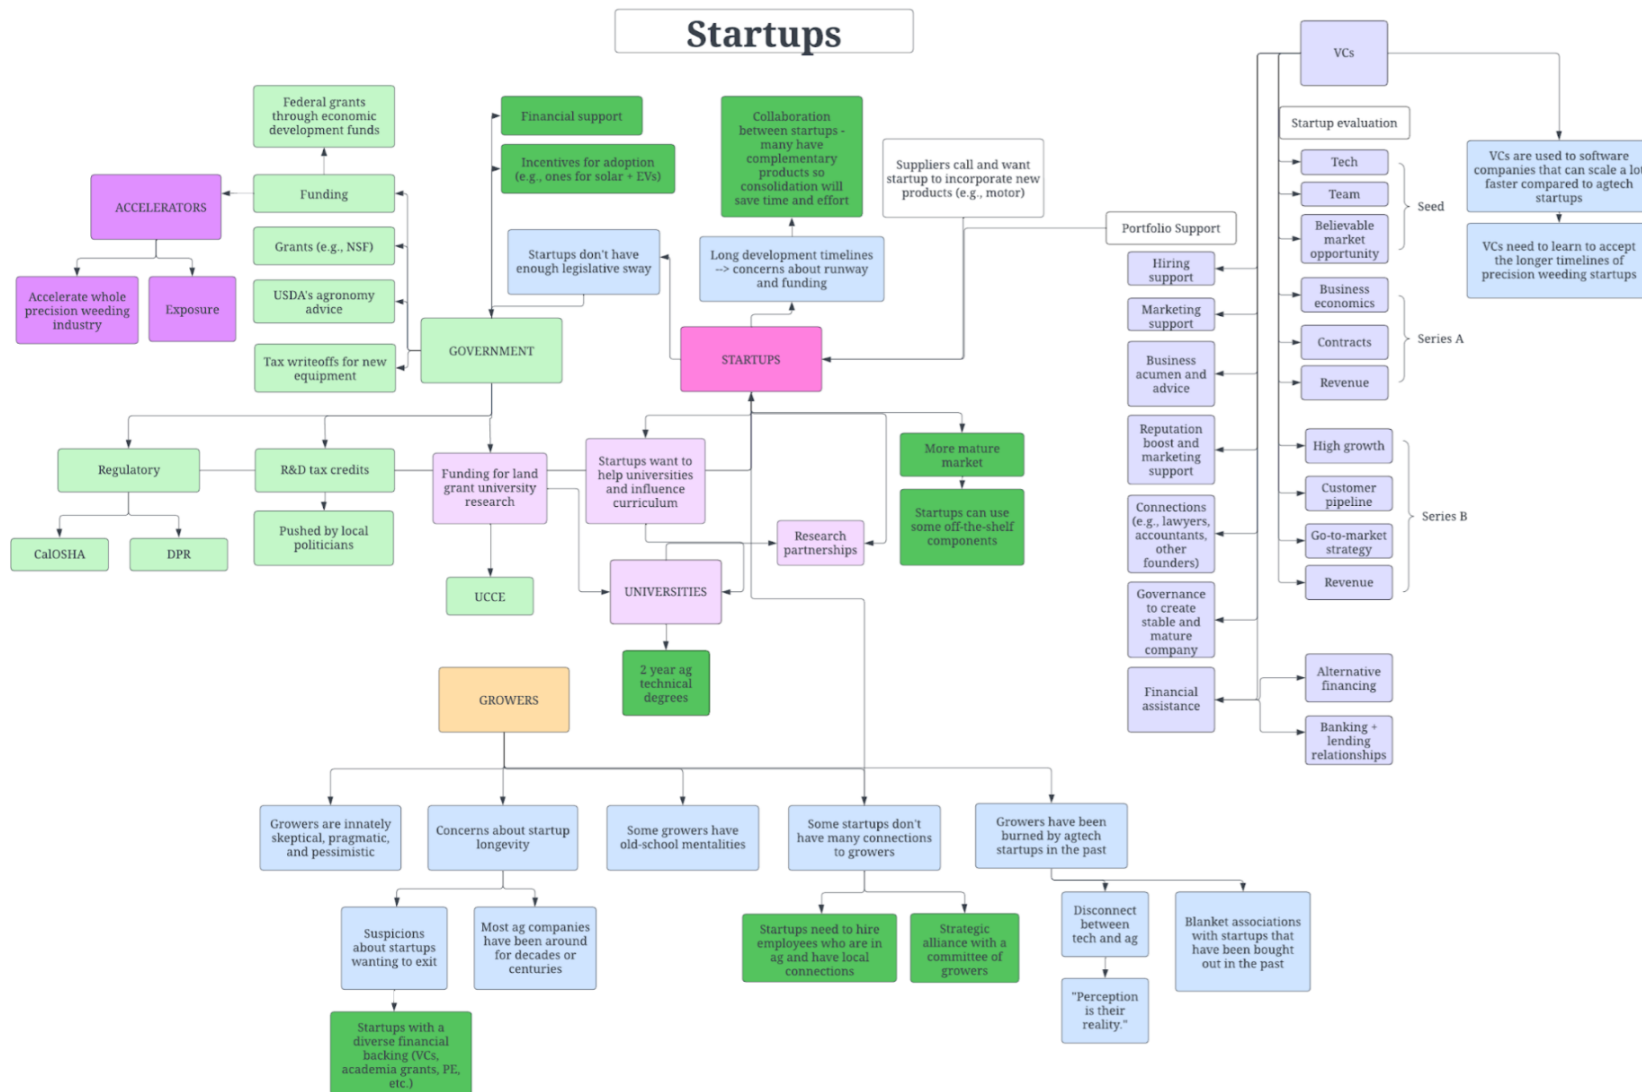 Startups
VCs
Federal grants
through economic
development funds
Financial support
Incentives for adoption
(e.g., ones for solar + EVs)
Collaboration
between startups -
many have
complementary
products so
consolidation will
save time and effort
Suppliers call and want
startup to incorporate new
products (e.g., motor)
Startup evaluation
Tech
Team
Believable
market
opportunity
Seed
VCs are used to software
companies that can scale a lot
faster compared to agtech
startups
VCs need to learn to accept
the longer timelines of
precision weeding startups
ACCELERATORS
Funding
Grants (e.g., NSF)
USDA's agronomy
advice
Tax writeoffs for new
equipment
Accelerate whole
precision weeding
industry
Exposure
Startups don't have
enough legislative sway
Long development timelines
--> concerns about runway
and funding
Portfolio Support
Hiring
support
Marketing
support
Business
acumen and
advice
Reputation
boost and
marketing
support
Connections
(e.g., lawyers,
accountants,
other
founders)
Governance
to create
stable and
mature
company
Financial
assistance
Business
economics
Contracts
Revenue
Series A
High growth
Customer
pipeline
Go-to-market
strategy
Revenue
Series B
Alternative
financing
Banking +
lending
relationships
GOVERNMENT
STARTUPS
Regulatory
R&D tax credits
Funding for land
grant university
research
Startups want to
help universities
and influence
curriculum
More mature
market
Startups can use
some off-the-shelf
components
Research
partnerships
CalOSHA
DPR
Pushed by local
politicians
UCCE
UNIVERSITIES
2 year ag
technical
degrees
GROWERS
Growers are innately
skeptical, pragmatic,
and pessimistic
Concerns about startup
longevity
Some growers have
old-school mentalities
Some startups don't
have many connections
to growers
Growers have been
burned by agtech
startups in the past
Suspicions
about startups
wanting to exit
Most ag companies
have been around
for decades or
centuries
Startups need to hire
employees who are in
ag and have local
connections
Strategic
alliance with a
committee of
growers
Disconnect
between
tech and ag
Blanket associations
with startups that
have been bought
out in the past
"Perception
is their
reality."
Startups with a
diverse financial
backing (VCs,
academia grants, PE,
etc.)